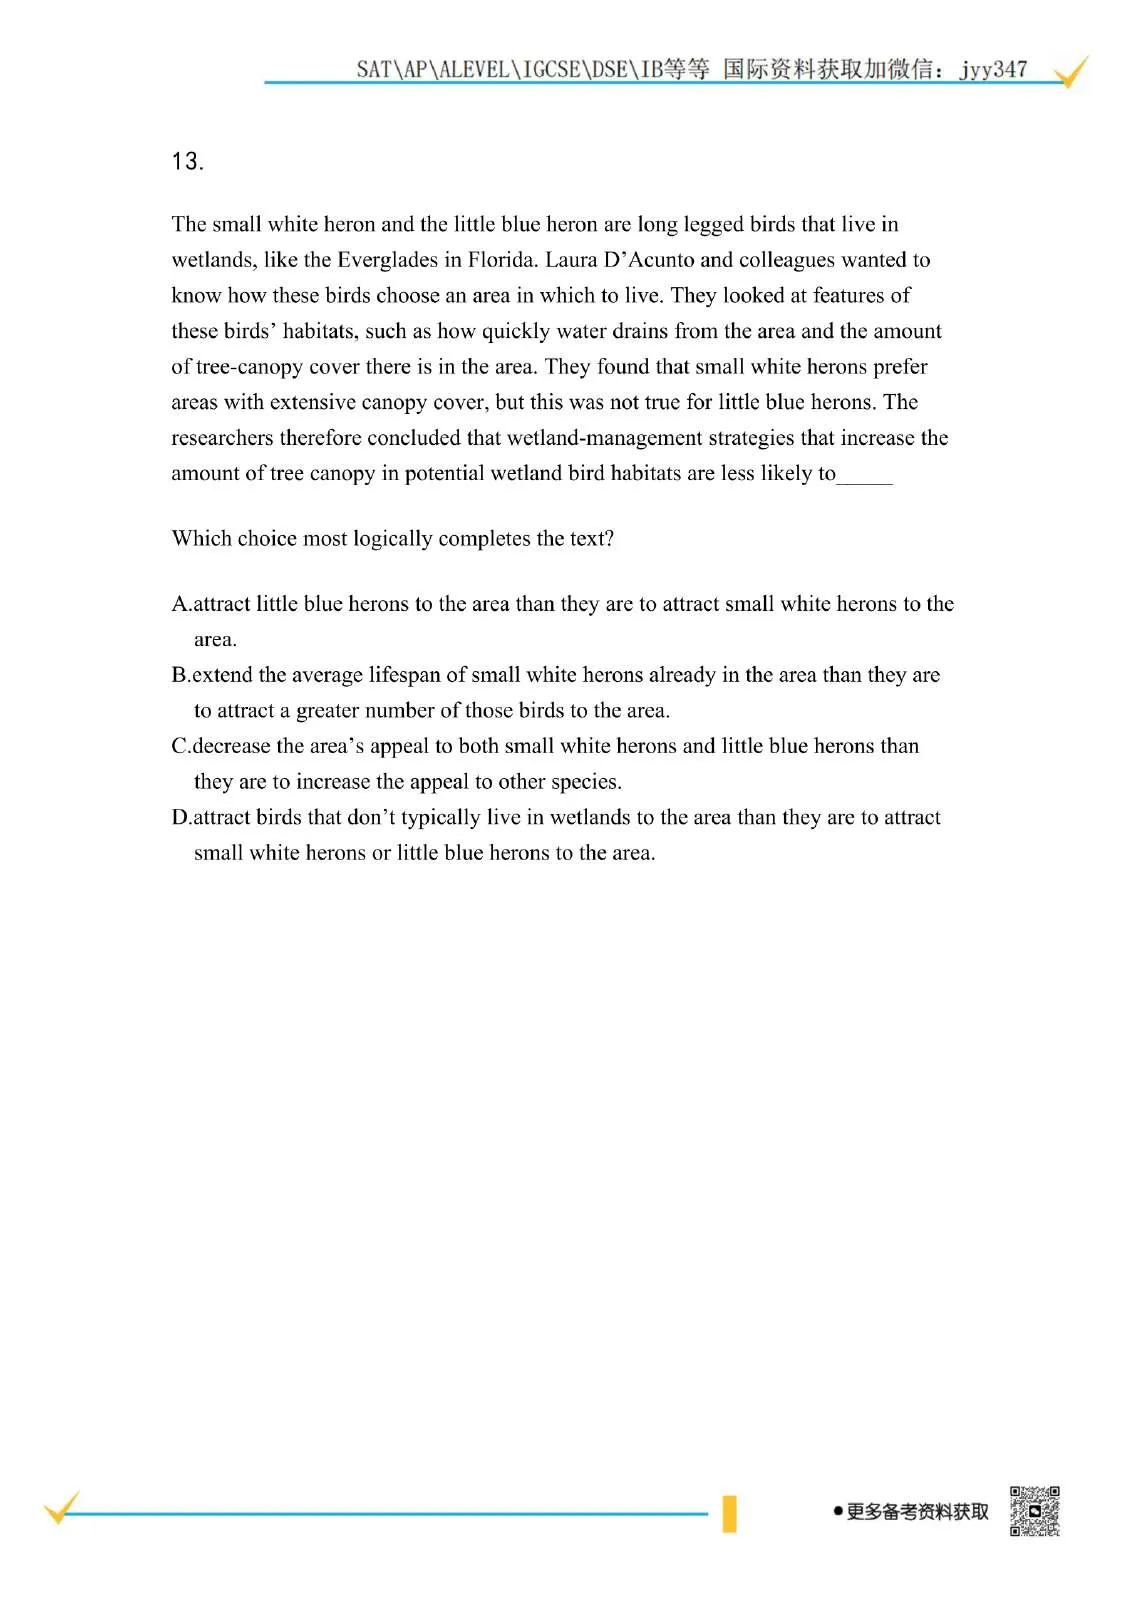 SAT\AP\ALEVEL\IGCSE\DSE\IB等等 国际资料获取加微信：jyy347
13.
The small white heron and the little blue heron are long legged birds that live in
wetlands, like the Everglades in Florida. Laura D’Acunto and colleagues wanted to
know how these birds choose an area in which to live. They looked at features of
these birds’ habitats, such as how quickly water drains from the area and the amount
of tree-canopy cover there is in the area. They found that small white herons prefer
areas with extensive canopy cover, but this was not true for little blue herons. The
researchers therefore concluded that wetland-management strategies that increase the
amount of tree canopy in potential wetland bird habitats are less likely to_____
Which choice most logically completes the text?
A.attract little blue herons to the area than they are to attract small white herons to the
area.
B.extend the average lifespan of small white herons already in the area than they are
to attract a greater number of those birds to the area.
C.decrease the area’s appeal to both small white herons and little blue herons than
they are to increase the appeal to other species.
D.attract birds that don’t typically live in wetlands to the area than they are to attract
small white herons or little blue herons to the area.
●更多备考资料获取